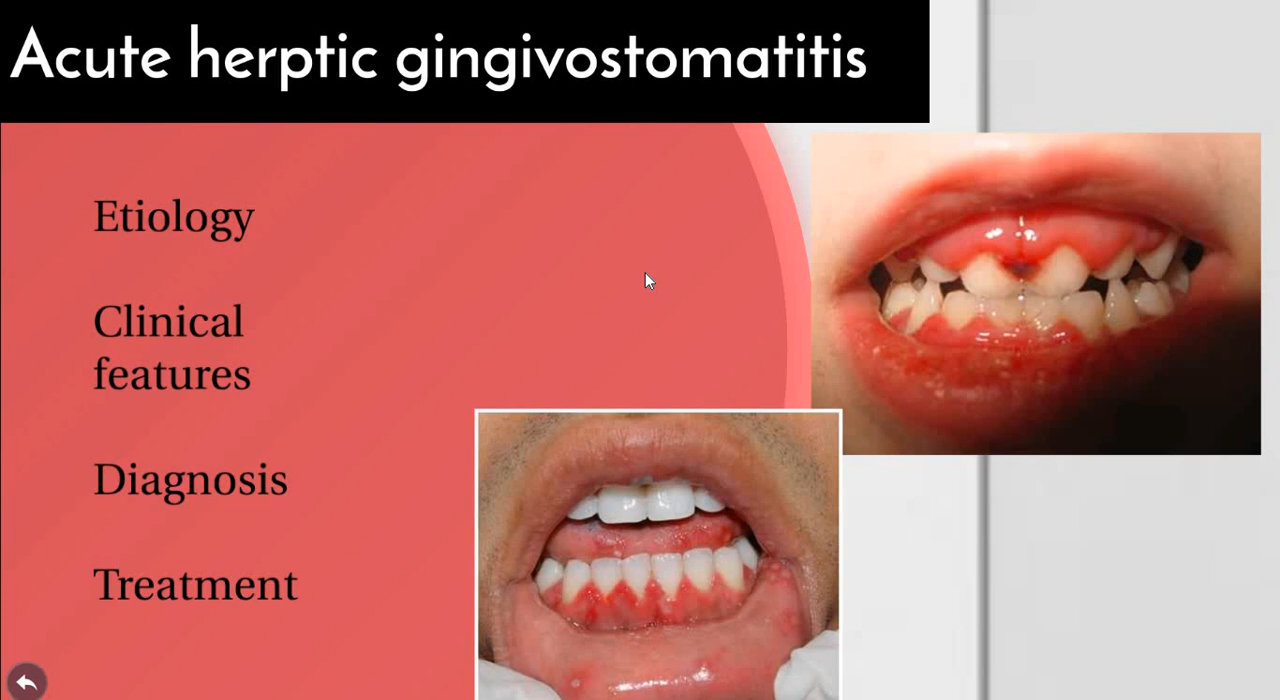 Acute herptic gingivostomatitis
Etiology
Clinical
features
Diagnosis
Treatment